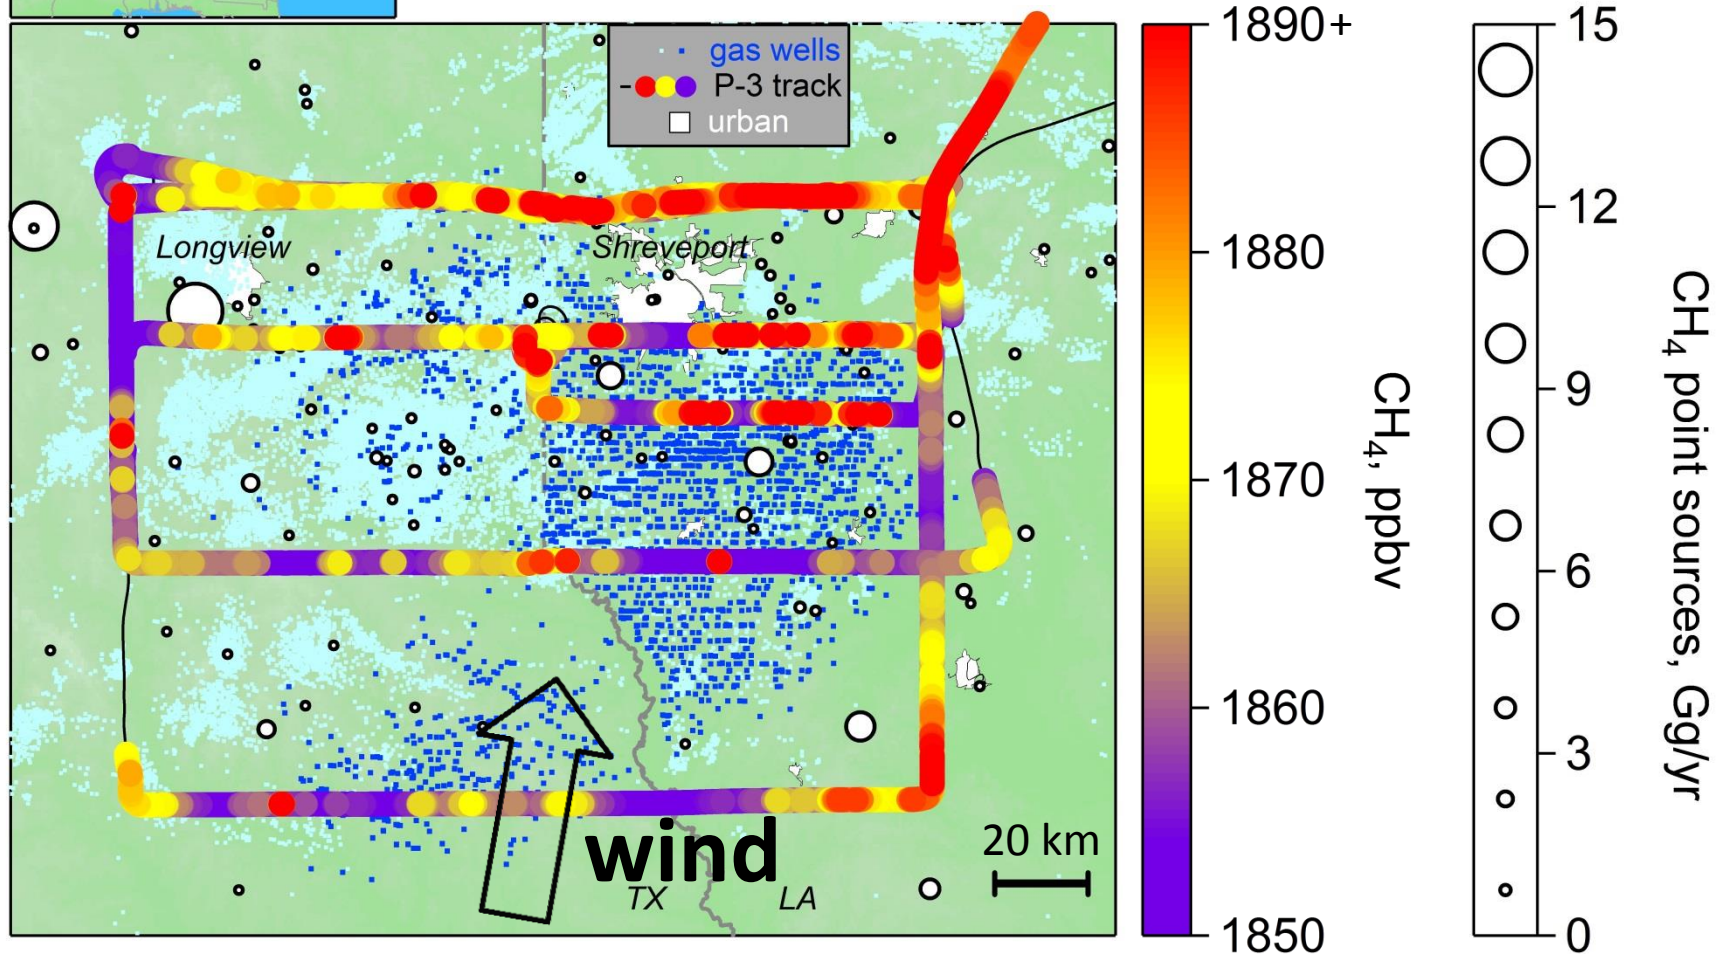 gas wells
P-3 track
urban
Longview
Shreveport
wind
20 km
TX
LA
1890+
1880
1870
1860
1850
CH4, ppbv
15
12
9
6
3
0
CH4 point sources, Gg/yr